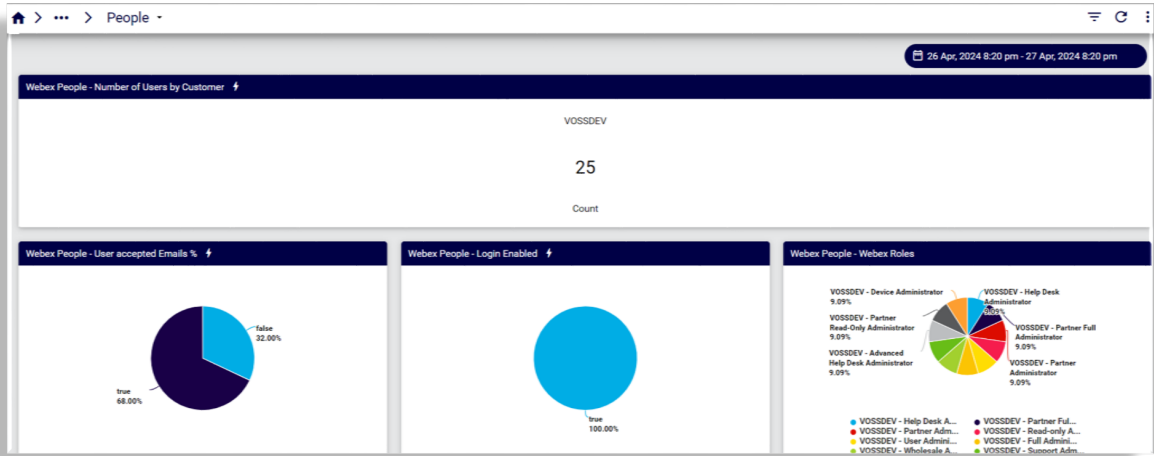 People
26 Apr, 2024 8:20 pm - 27 Apr, 2024 8:20 pm
Webex People - Number of Users by Customer
VOSSDEV
25
Count
Webex People - User accepted Emails %
false
32.00%
true
68.00%
Webex People - Login Enabled
true
100.00%
Webex People - Webex Roles
VOSSDEV - Device Administrator
9.09%
VOSSDEV - Help Desk
Administrator
9.09%
VOSSDEV - Partner
Read-Only Administrator
9.09%
VOSSDEV - Partner Full
Administrator
9.09%
VOSSDEV - Advanced
Help Desk Administrator
9.09%
VOSSDEV - Partner
Administrator
9.09%
VOSSDEV - Help Desk A...
VOSSDEV - Partner Ful...
VOSSDEV - Partner Adm...
VOSSDEV - Read-only A...
VOSSDEV - User Admini...
VOSSDEV - Full Admini...
VOSSDEV - Wholesale A...
VOSSDEV - Support Adm...